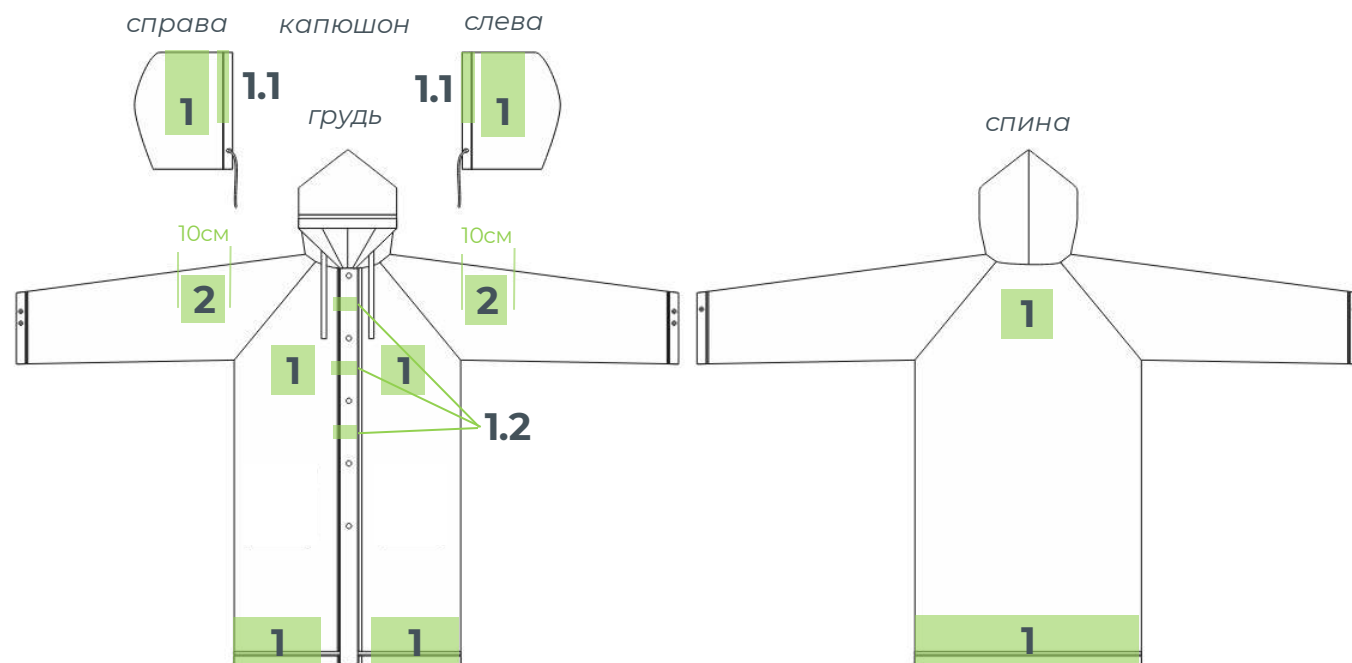 справа капюшон слева
1 1.1 1.1 1
грудь
спина
10см 10см
2 2
1
1 1
1.2
1 1
1